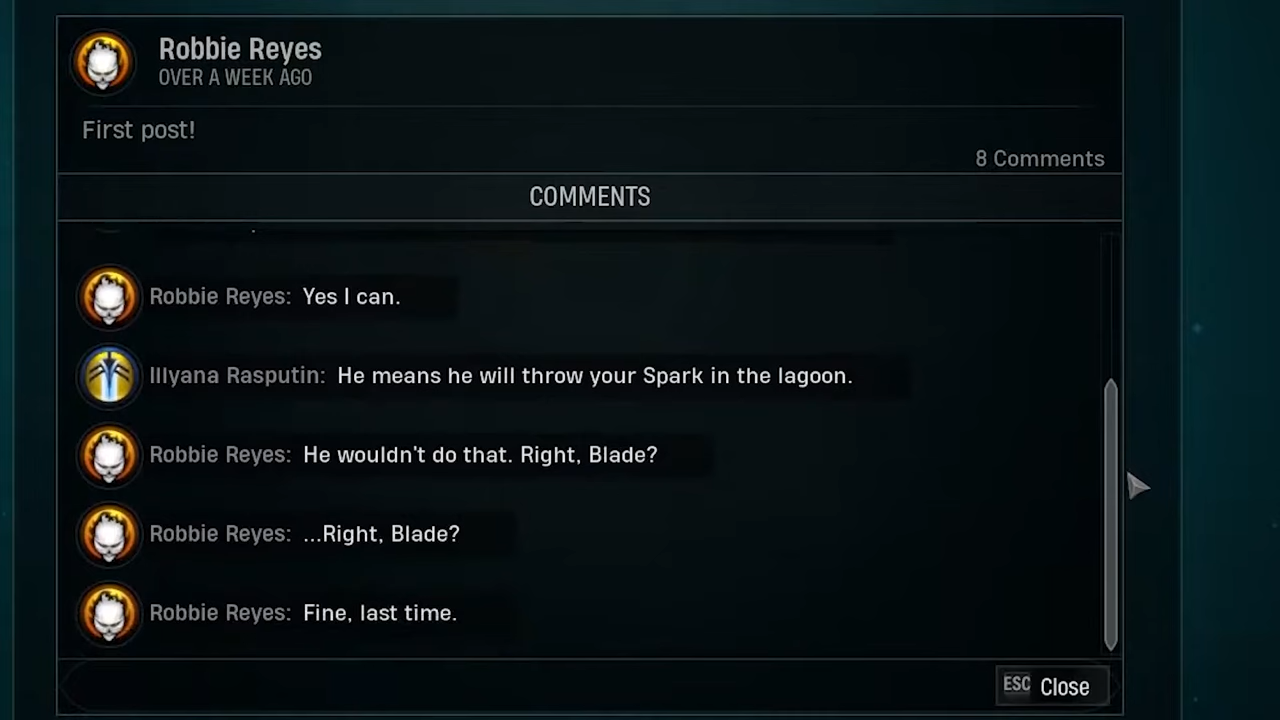 Robbie Reyes
OVER A WEEK AGO
First post!
8 Comments
COMMENTS
Robbie Reyes: Yes I can.
Illyana Rasputin: He means he will throw your Spark in the lagoon.
Robbie Reyes: He wouldn't do that. Right, Blade?
Robbie Reyes: ...Right, Blade?
Robbie Reyes: Fine, last time.
ESC Close